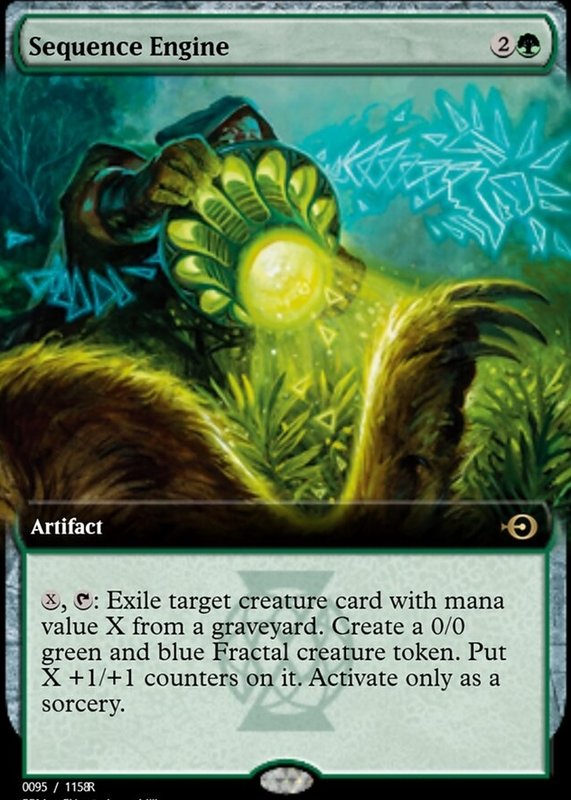 Sequence Engine 2
Artifact
X, : Exile target creature card with mana
value X from a graveyard. Create a 0/0
green and blue Fractal creature token. Put
X +1/+1 counters on it. Activate only as a
sorcery.
0095 / 1158R